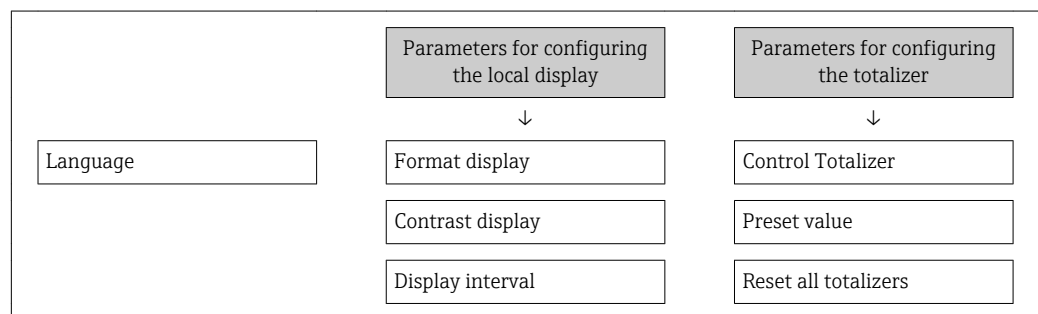 Parameters for configuring
the local display
Parameters for configuring
the totalizer
↓
↓
Language
Format display
Control Totalizer
Contrast display
Preset value
Display interval
Reset all totalizers